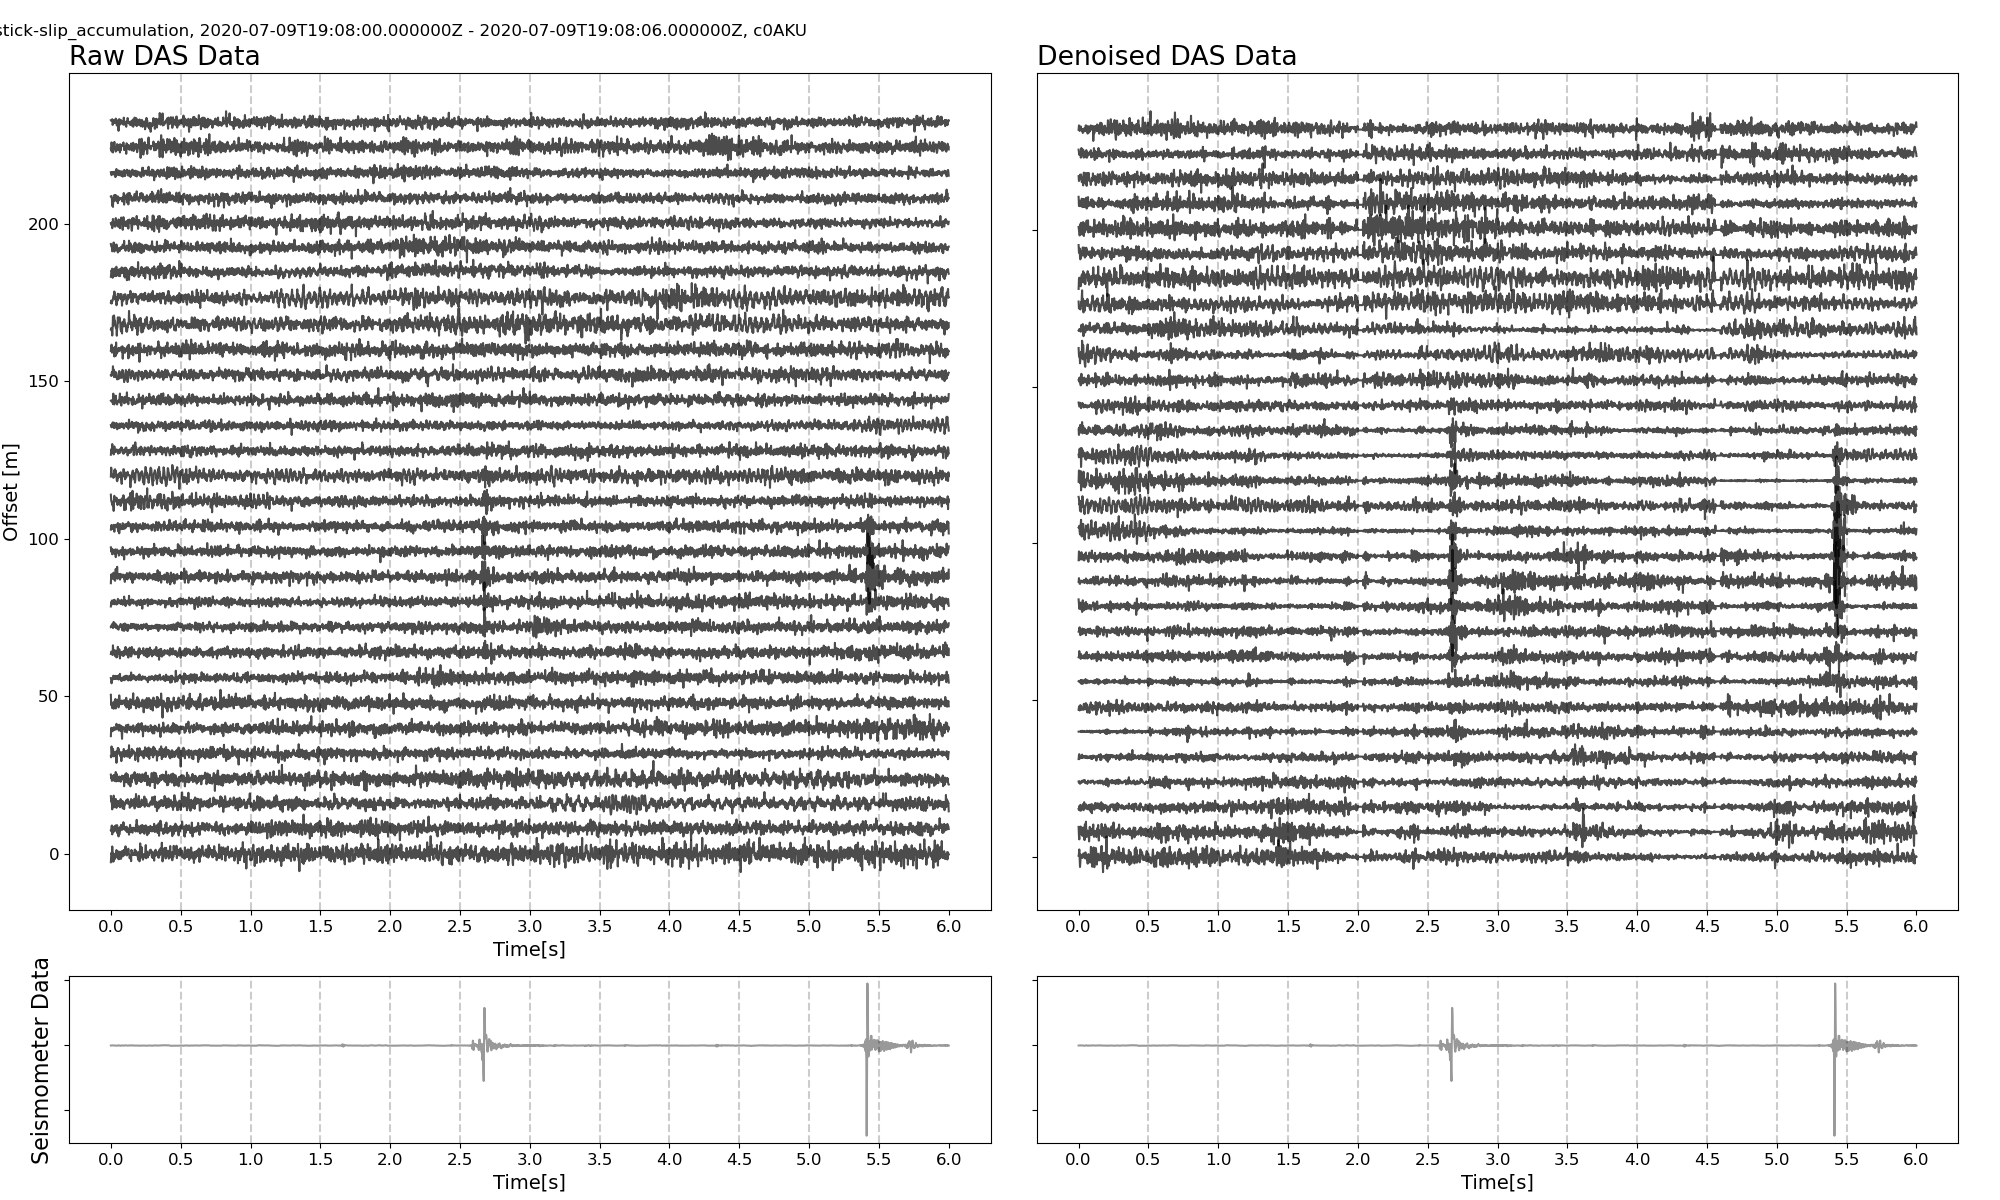 stick-slip_accumulation, 2020-07-09T19:08:00.000000Z - 2020-07-09T19:08:06.000000Z, c0AKU
Raw DAS Data
Denoised DAS Data
Offset [m]
200
150
100
50
0
0.0 0.5 1.0 1.5 2.0 2.5 3.0 3.5 4.0 4.5 5.0 5.5 6.0
Time[s]
0.0 0.5 1.0 1.5 2.0 2.5 3.0 3.5 4.0 4.5 5.0 5.5 6.0
Seismometer Data
0.0 0.5 1.0 1.5 2.0 2.5 3.0 3.5 4.0 4.5 5.0 5.5 6.0
Time[s]
0.0 0.5 1.0 1.5 2.0 2.5 3.0 3.5 4.0 4.5 5.0 5.5 6.0
Time[s]